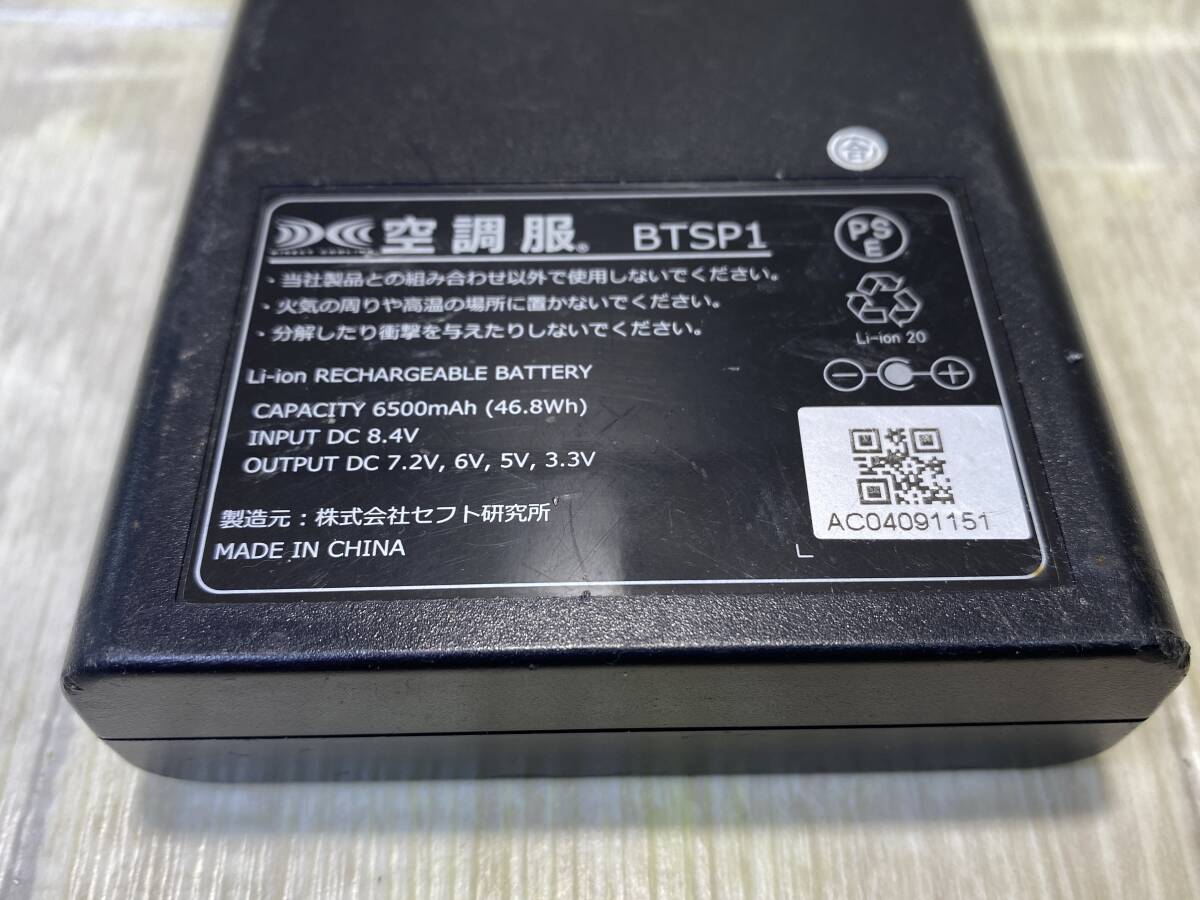 合
DIRECT COOLING
空調服® BTSP1
・当社製品との組み合わせ以外で使用しないでください。
・火気の周りや高温の場所に置かないでください。
・分解したり衝撃を与えたりしないでください。
PSE
Li-ion 20
Li-ion RECHARGEABLE BATTERY
CAPACITY 6500mAh (46.8Wh)
INPUT DC 8.4V
OUTPUT DC 7.2V, 6V, 5V, 3.3V
AC04091151
製造元：株式会社セフト研究所
MADE IN CHINA